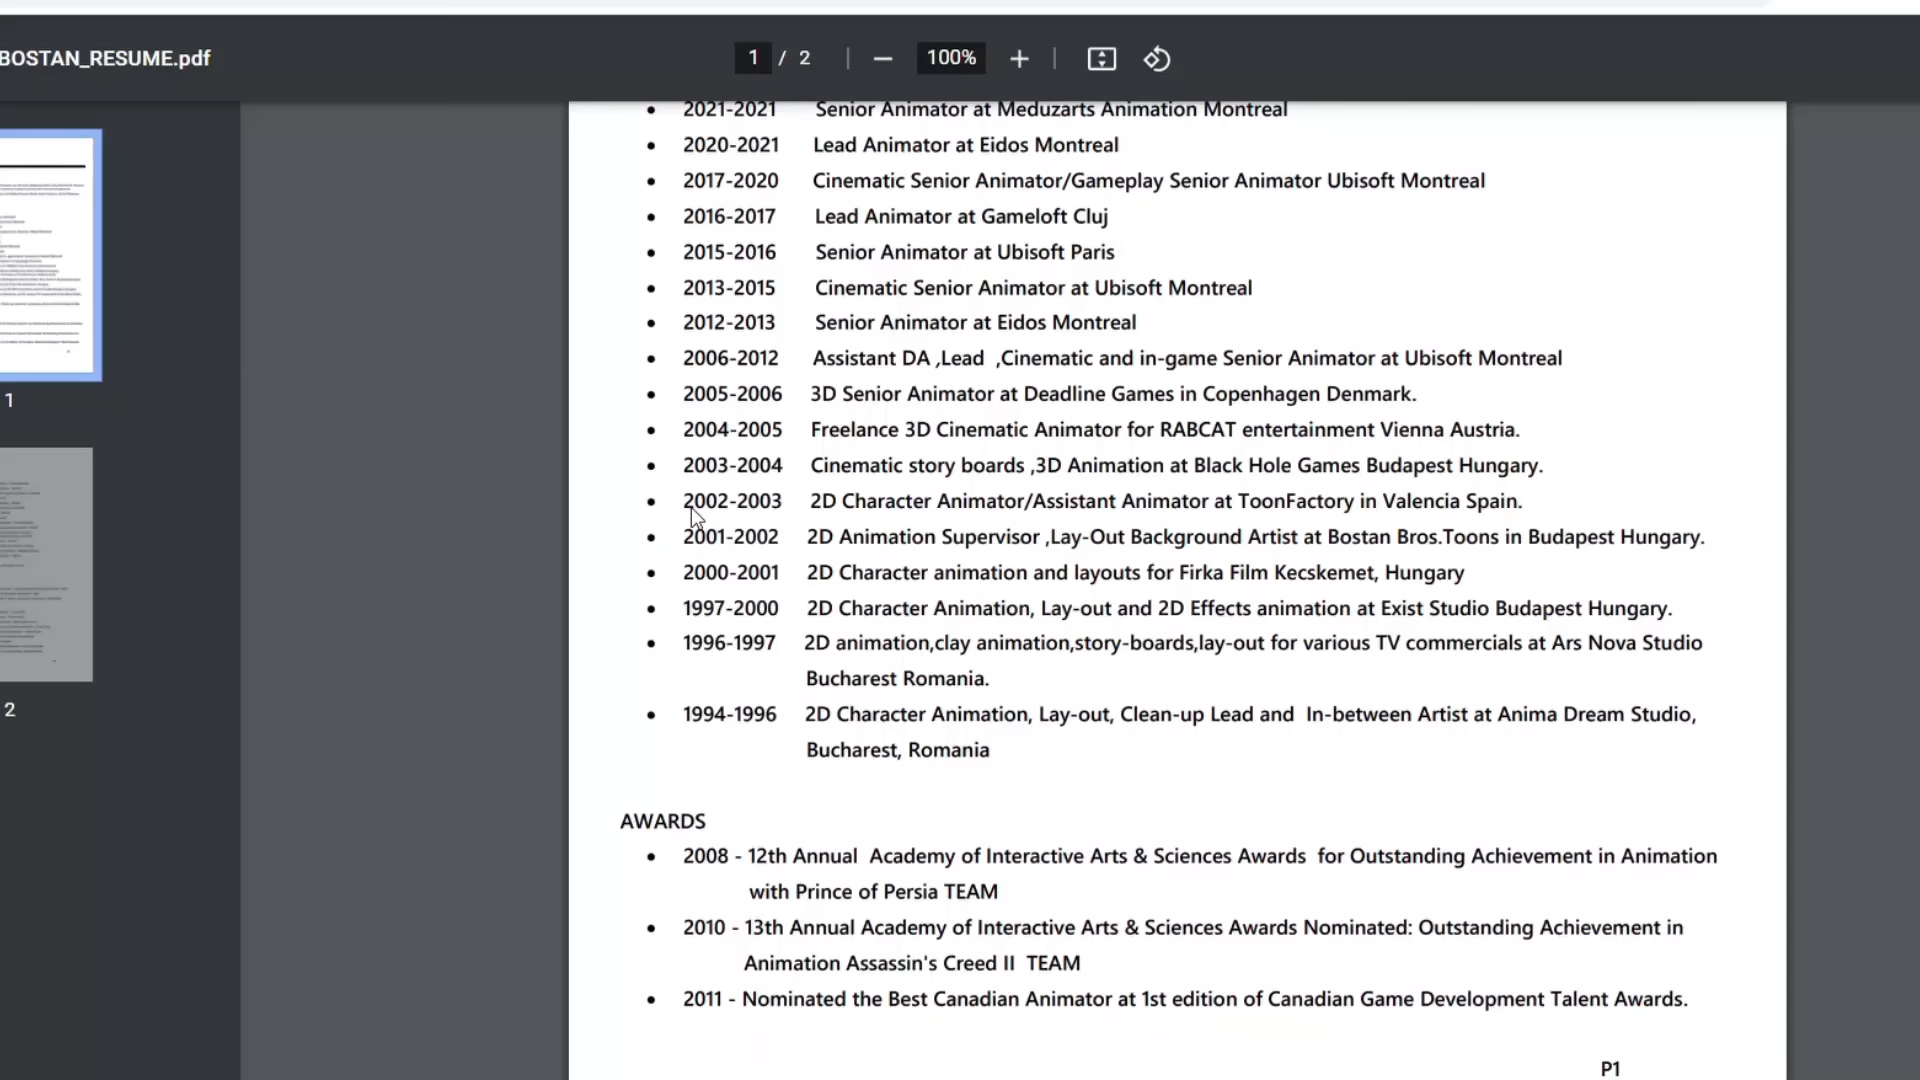 BOSTAN_RESUME.pdf
1 / 2
100%
• 2021-2021 Senior Animator at Meduzarts Animation Montreal
• 2020-2021 Lead Animator at Eidos Montreal
• 2017-2020 Cinematic Senior Animator/Gameplay Senior Animator Ubisoft Montreal
• 2016-2017 Lead Animator at Gameloft Cluj
• 2015-2016 Senior Animator at Ubisoft Paris
• 2013-2015 Cinematic Senior Animator at Ubisoft Montreal
• 2012-2013 Senior Animator at Eidos Montreal
• 2006-2012 Assistant DA ,Lead ,Cinematic and in-game Senior Animator at Ubisoft Montreal
• 2005-2006 3D Senior Animator at Deadline Games in Copenhagen Denmark.
• 2004-2005 Freelance 3D Cinematic Animator for RABCAT entertainment Vienna Austria.
• 2003-2004 Cinematic story boards ,3D Animation at Black Hole Games Budapest Hungary.
• 2002-2003 2D Character Animator/Assistant Animator at ToonFactory in Valencia Spain.
• 2001-2002 2D Animation Supervisor ,Lay-Out Background Artist at Bostan Bros.Toons in Budapest Hungary.
• 2000-2001 2D Character animation and layouts for Firka Film Kecskemet, Hungary
• 1997-2000 2D Character Animation, Lay-out and 2D Effects animation at Exist Studio Budapest Hungary.
• 1996-1997 2D animation,clay animation,story-boards,lay-out for various TV commercials at Ars Nova Studio
Bucharest Romania.
• 1994-1996 2D Character Animation, Lay-out, Clean-up Lead and In-between Artist at Anima Dream Studio,
Bucharest, Romania
AWARDS
• 2008 - 12th Annual Academy of Interactive Arts & Sciences Awards for Outstanding Achievement in Animation
with Prince of Persia TEAM
• 2010 - 13th Annual Academy of Interactive Arts & Sciences Awards Nominated: Outstanding Achievement in
Animation Assassin's Creed II TEAM
• 2011 - Nominated the Best Canadian Animator at 1st edition of Canadian Game Development Talent Awards.
P1
1
2